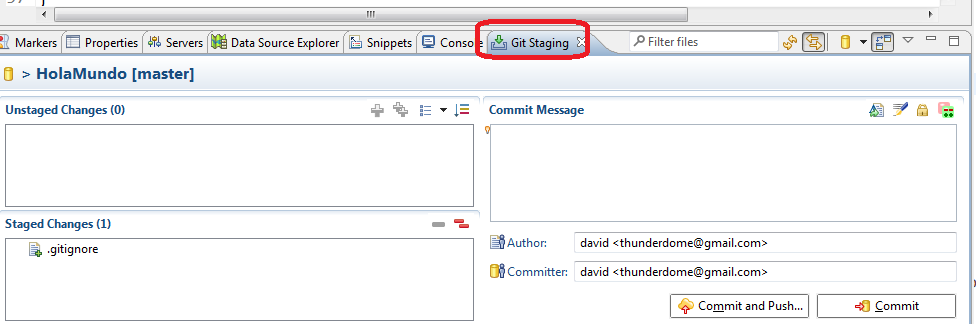 Markers Properties Servers Data Source Explorer Snippets Console Git Staging Filter files
> HolaMundo [master]
Unstaged Changes (0)
Commit Message
Staged Changes (1)
.gitignore
Author: david <thunderdome@gmail.com>
Committer: david <thunderdome@gmail.com>
Commit and Push... Commit